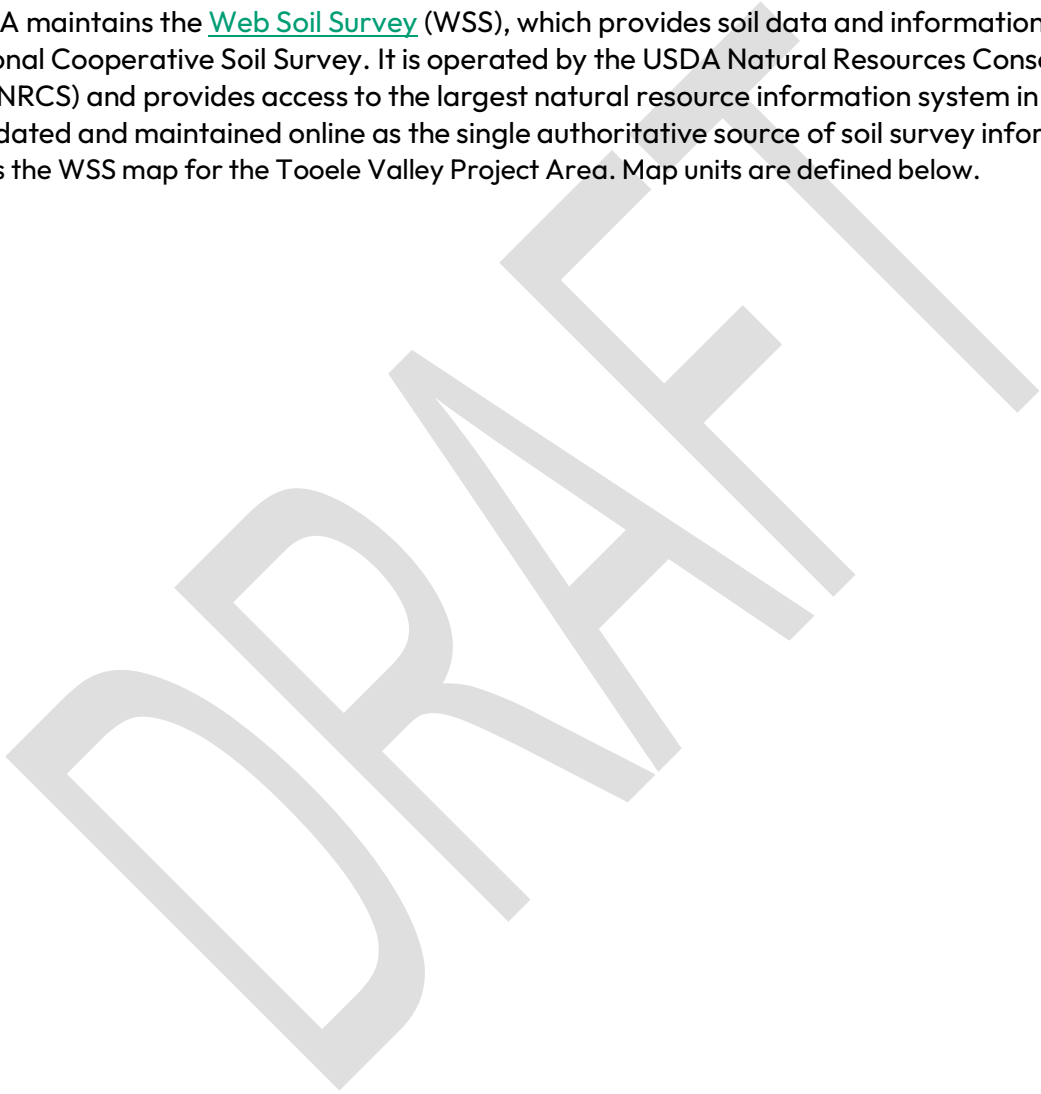 A maintains the Web Soil Survey (WSS), which provides soil data and information
onal Cooperative Soil Survey. It is operated by the USDA Natural Resources Cons
NRCS) and provides access to the largest natural resource information system in
dated and maintained online as the single authoritative source of soil survey infor
s the WSS map for the Tooele Valley Project Area. Map units are defined below.
DRAFT